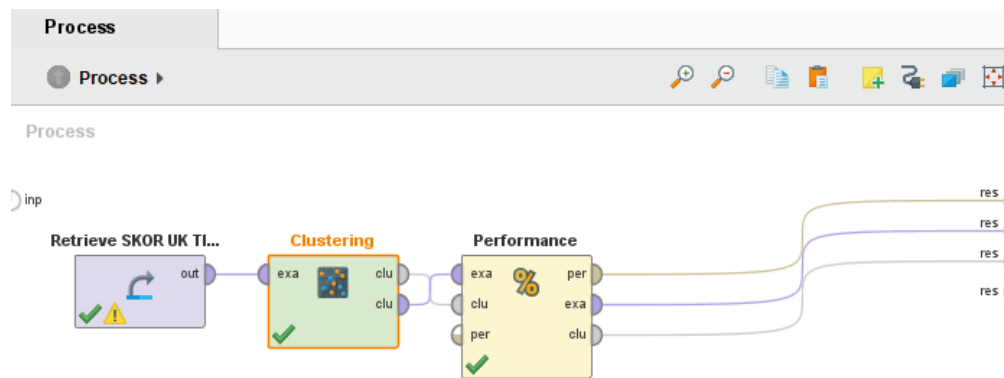 Process
Process
Process
inp
res
res
res
res
Retrieve SKOR UK TI...
out
Clustering
exa
clu
clu
Performance
%
exa
clu
per
per
exa
clu